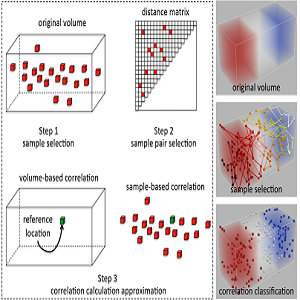 original volume
distance matrix
Step 1
sample selection
Step 2
sample pair selection
volume-based correlation
sample-based correlation
reference
location
Step 3
correlation calculation approximation
original volume
sample selection
correlation classification